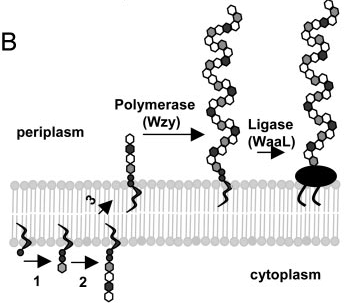 B
Polymerase
(Wzy)
Ligase
(WaaL)
periplasm
3
1
2
cytoplasm